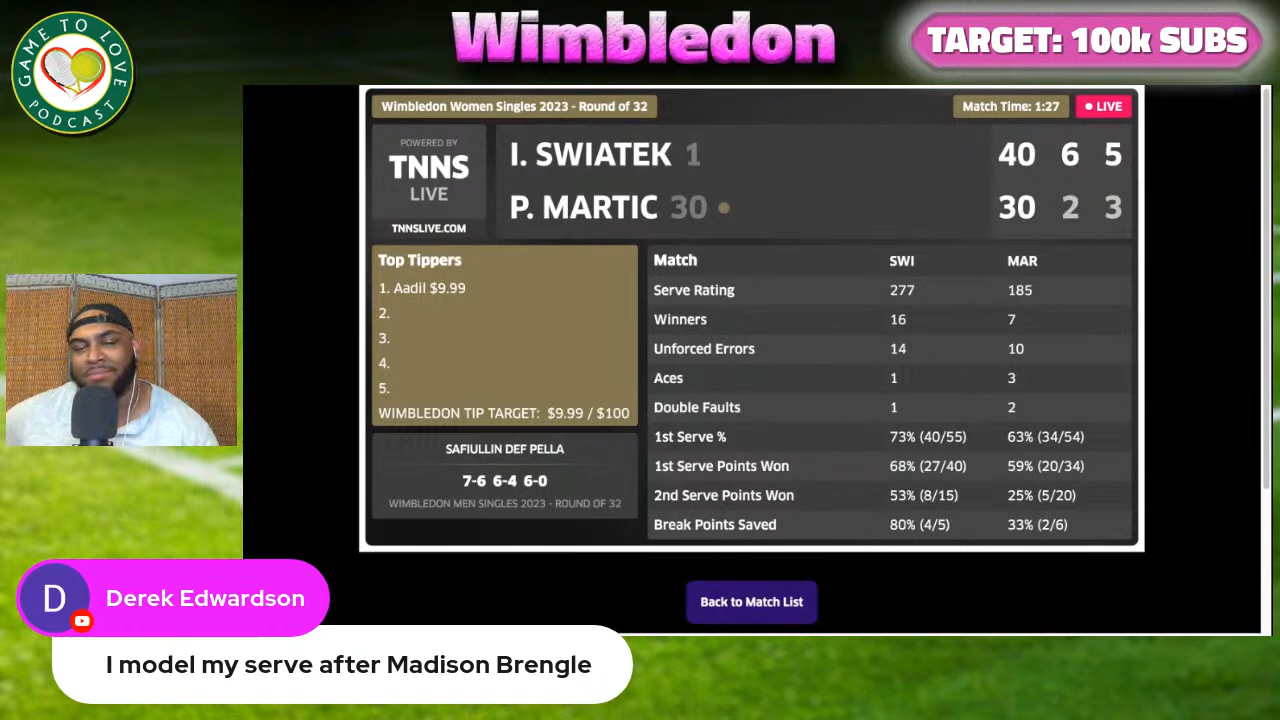 GAME TO LOVE
PODCAST
Wimbledon
TARGET: 100k SUBS
Wimbledon Women Singles 2023 - Round of 32
Match Time: 1:27
LIVE
POWERED BY
TNNS
LIVE
TNNSLIVE.COM
I. SWIATEK 1 40 6 5
P. MARTIC 30 30 2 3
Top Tippers
1. Aadil $9.99
2.
3.
4.
5.
WIMBLEDON TIP TARGET: $9.99 / $100
SAFIULLIN DEF PELLA
7-6 6-4 6-0
WIMBLEDON MEN SINGLES 2023 - ROUND OF 32
Match SWI MAR
Serve Rating 277 185
Winners 16 7
Unforced Errors 14 10
Aces 1 3
Double Faults 1 2
1st Serve % 73% (40/55) 63% (34/54)
1st Serve Points Won 68% (27/40) 59% (20/34)
2nd Serve Points Won 53% (8/15) 25% (5/20)
Break Points Saved 80% (4/5) 33% (2/6)
Back to Match List
D
Derek Edwardson
I model my serve after Madison Brengle